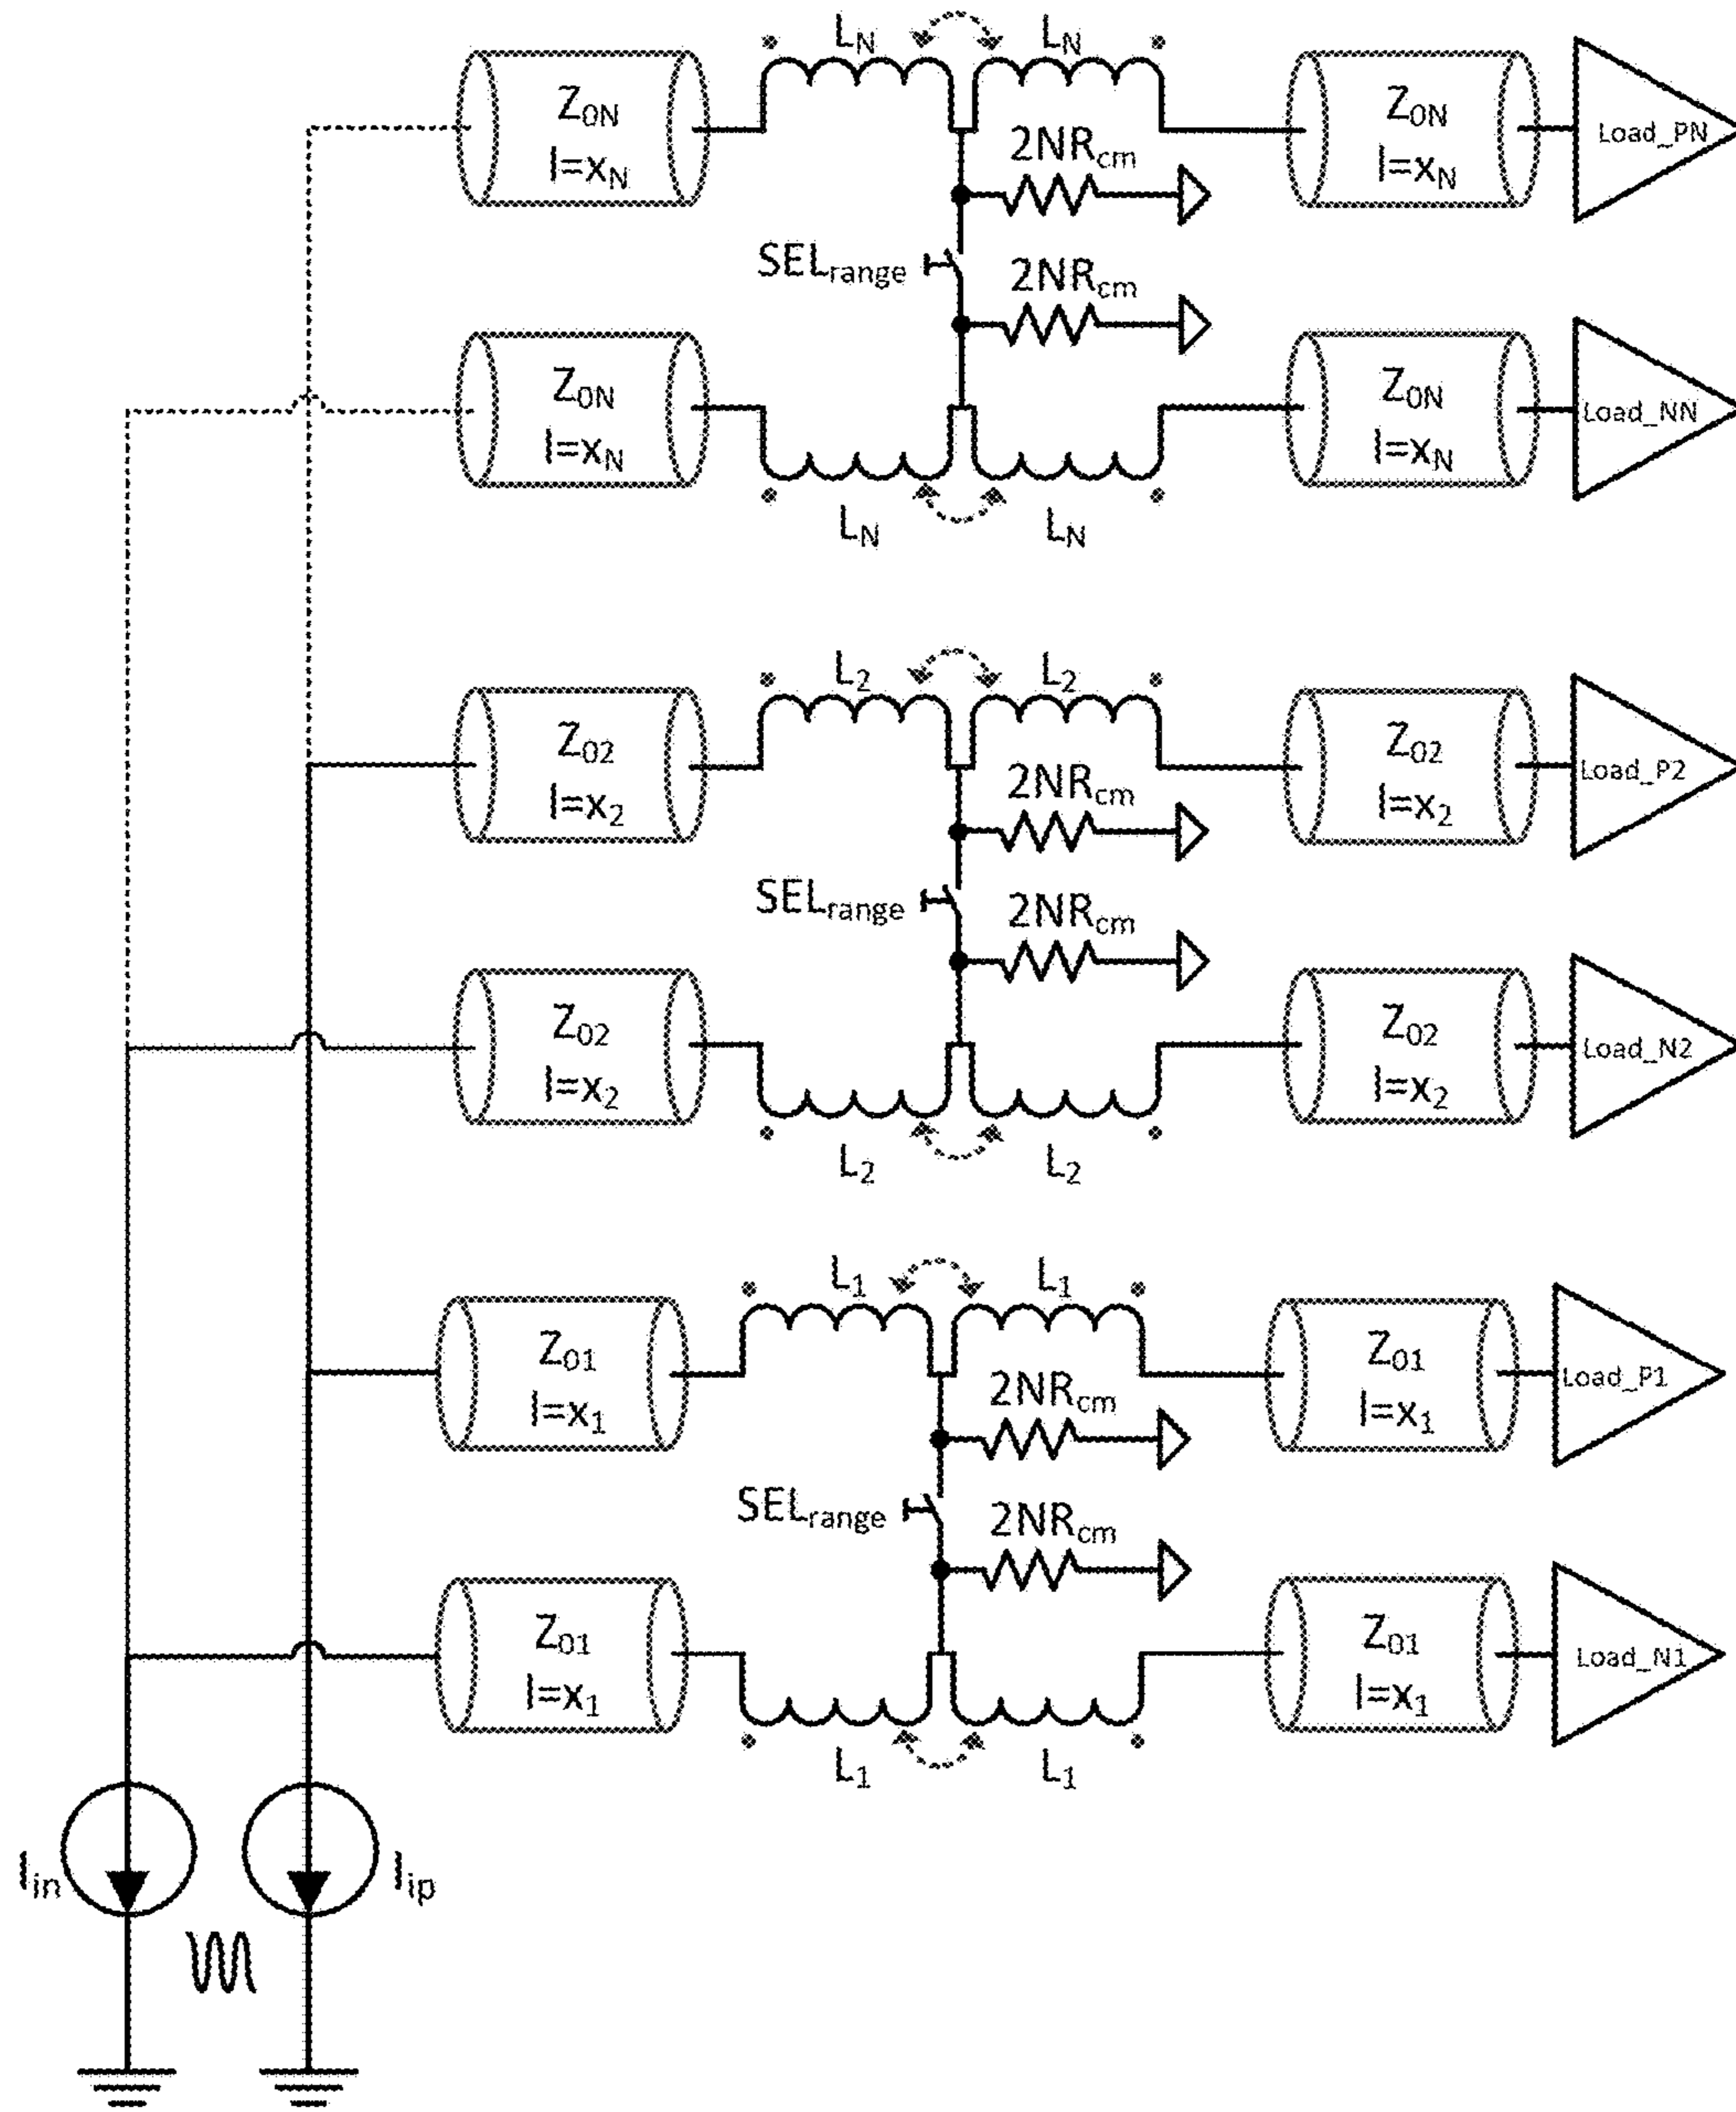 L_N L_N
Z_0N Z_0N
l=x_N l=x_N
Load_PN
2NR_cm
SEL_range
2NR_cm
Z_0N Z_0N
l=x_N l=x_N
Load_NN
L_N L_N
L_2 L_2
Z_02 Z_02
l=x_2 l=x_2
Load_P2
2NR_cm
SEL_range
2NR_cm
Z_02 Z_02
l=x_2 l=x_2
Load_N2
L_2 L_2
L_1 L_1
Z_01 Z_01
l=x_1 l=x_1
Load_P1
2NR_cm
SEL_range
2NR_cm
Z_01 Z_01
l=x_1 l=x_1
Load_N1
L_1 L_1
I_in I_ip